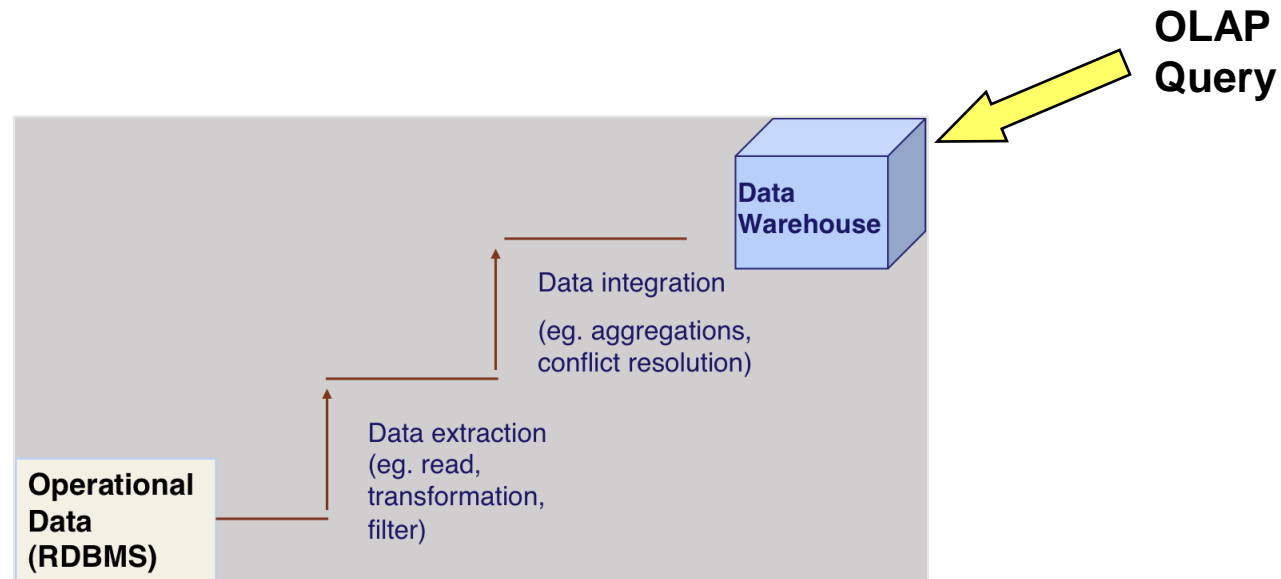 OLAP
Query
Data
Warehouse
Data integration
(eg. aggregations,
conflict resolution)
Data extraction
(eg. read,
transformation,
filter)
Operational
Data
(RDBMS)